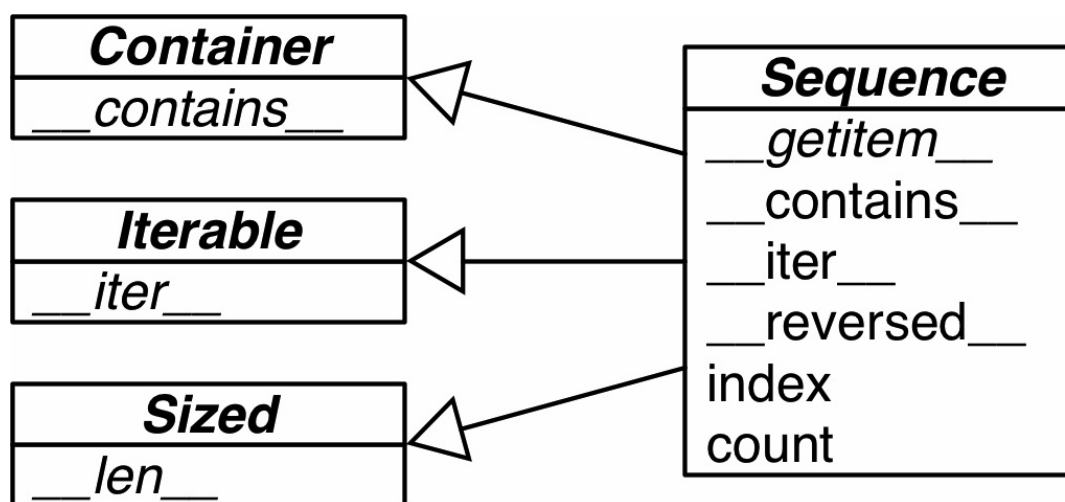 Container
__contains__
Iterable
__iter__
Sized
__len__
Sequence
__getitem__
__contains__
__iter__
__reversed__
index
count